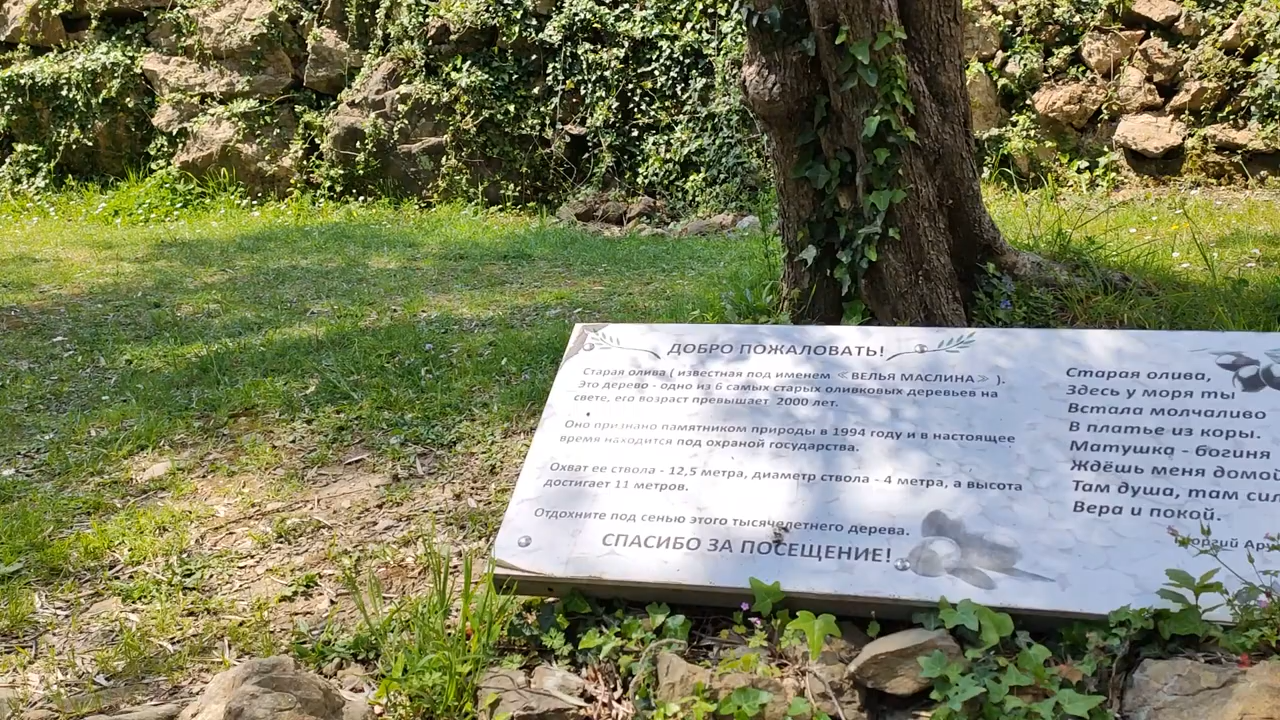 ДОБРО ПОЖАЛОВАТЬ!
Старая олива ( известная под именем ≪ВЕЛЬЯ МАСЛИНА≫ ).
Это дерево - одно из 6 самых старых оливковых деревьев на
свете, его возраст превышает 2000 лет.
Оно признано памятником природы в 1994 году и в настоящее
время находится под охраной государства.
Охват ее ствола - 12,5 метра, диаметр ствола - 4 метра, а высота
достигает 11 метров.
Отдохните под сенью этого тысячелетнего дерева.
СПАСИБО ЗА ПОСЕЩЕНИЕ!
Старая олива,
Здесь у моря ты
Встала молчаливо
В платье из коры.
Матушка - богиня
Ждёшь меня домой
Там душа, там сил
Вера и покой.